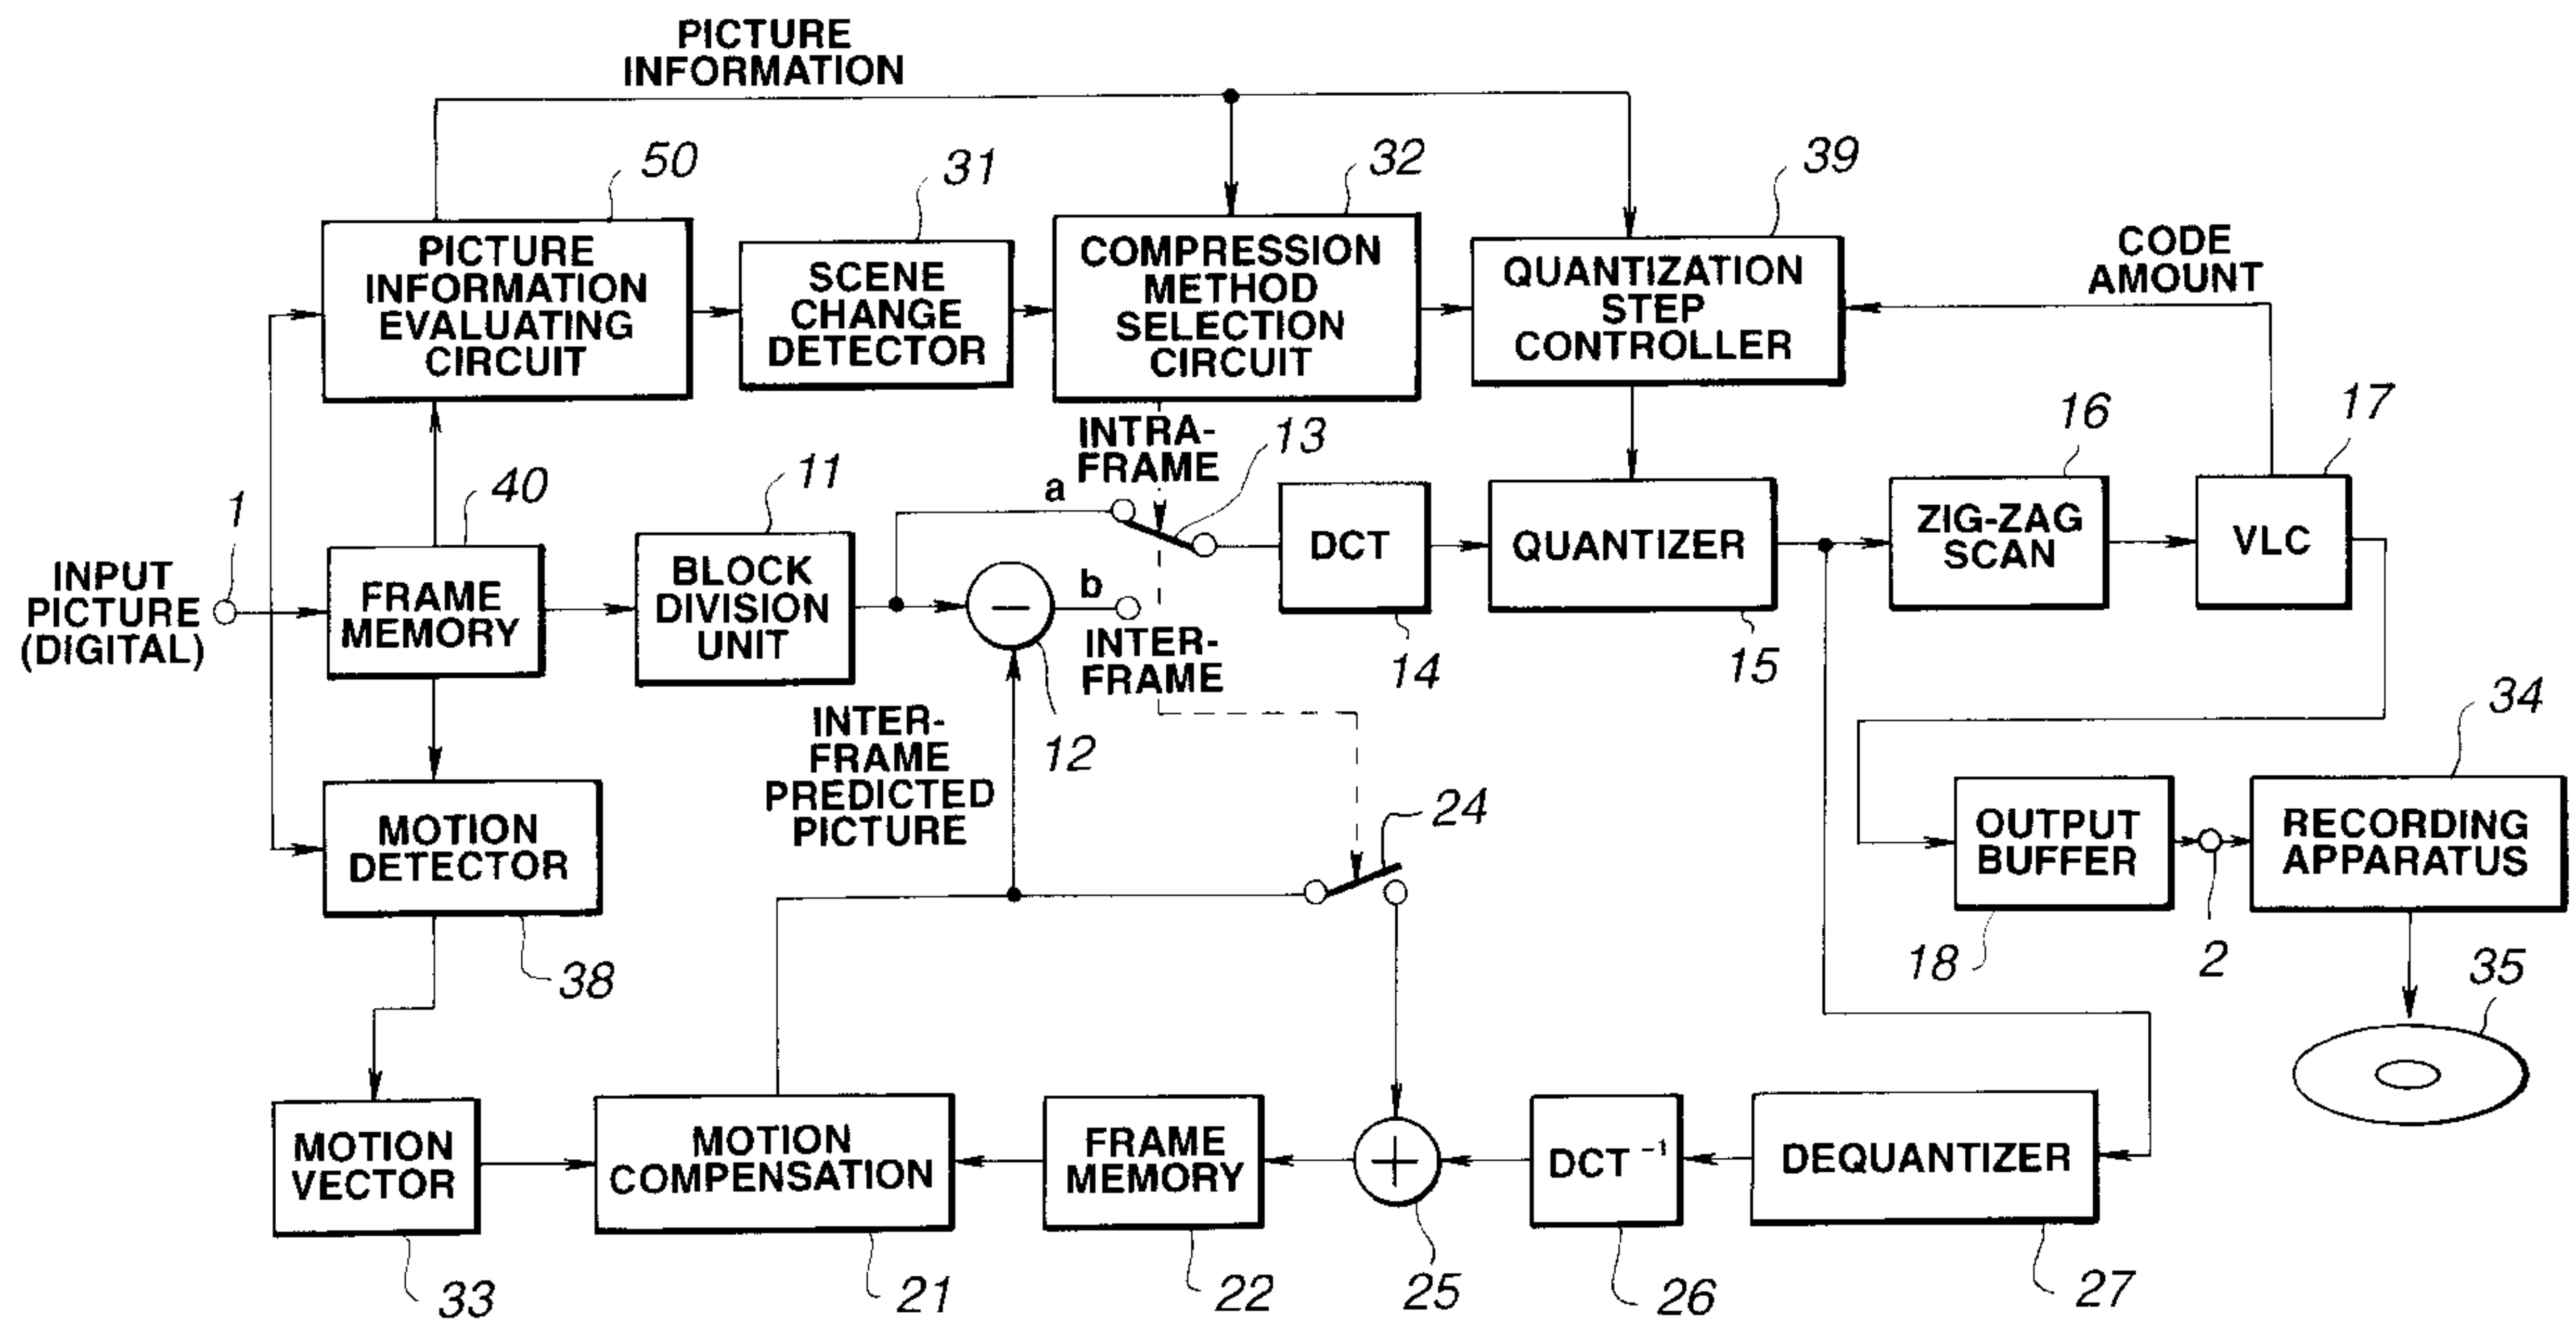 PICTURE
INFORMATION
50
31
32
39
PICTURE
INFORMATION
EVALUATING
CIRCUIT
SCENE
CHANGE
DETECTOR
COMPRESSION
METHOD
SELECTION
CIRCUIT
QUANTIZATION
STEP
CONTROLLER
CODE
AMOUNT
1
40
11
INTRA-
FRAME
13
a
16
17
INPUT
PICTURE
(DIGITAL)
FRAME
MEMORY
BLOCK
DIVISION
UNIT
−
b
INTER-
FRAME
12
DCT
14
QUANTIZER
15
ZIG-ZAG
SCAN
VLC
INTER-
FRAME
PREDICTED
PICTURE
24
34
MOTION
DETECTOR
38
OUTPUT
BUFFER
18
2
RECORDING
APPARATUS
35
MOTION
VECTOR
33
MOTION
COMPENSATION
21
FRAME
MEMORY
22
+
25
DCT -1
26
DEQUANTIZER
27